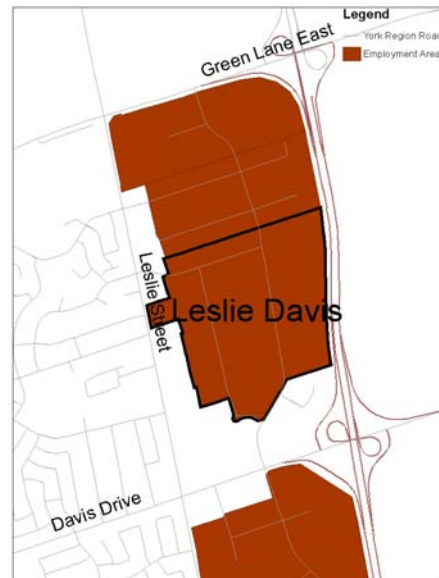 Legend
York Region Road
Employment Area
Green Lane East
Leslie Street
Leslie Davis
Davis Drive